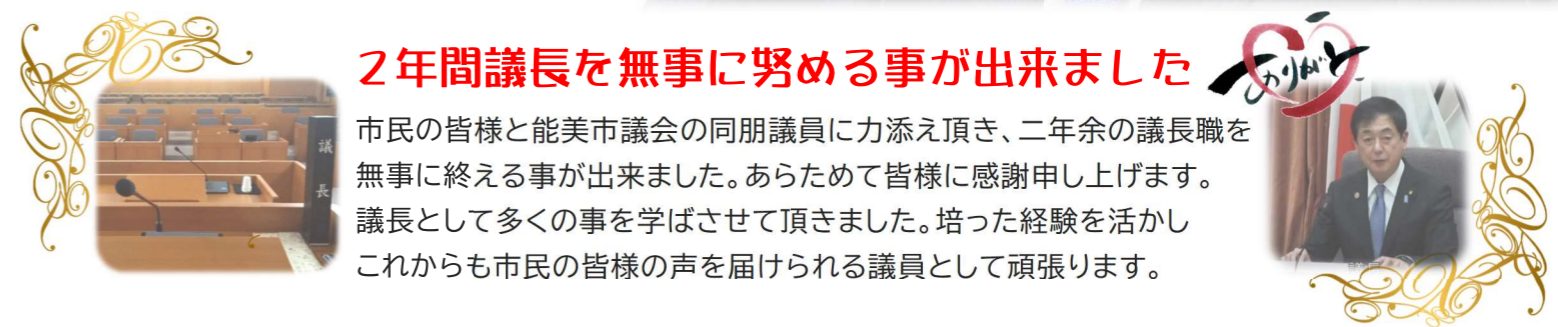 ２年間議長を無事に努める事が出来ました
ありがとう
市民の皆様と能美市議会の同朋議員に力添え頂き、二年余の議長職を
無事に終える事が出来ました。あらためて皆様に感謝申し上げます。
議長として多くの事を学ばさせて頂きました。培った経験を活かし
これからも市民の皆様の声を届けられる議員として頑張ります。
議長